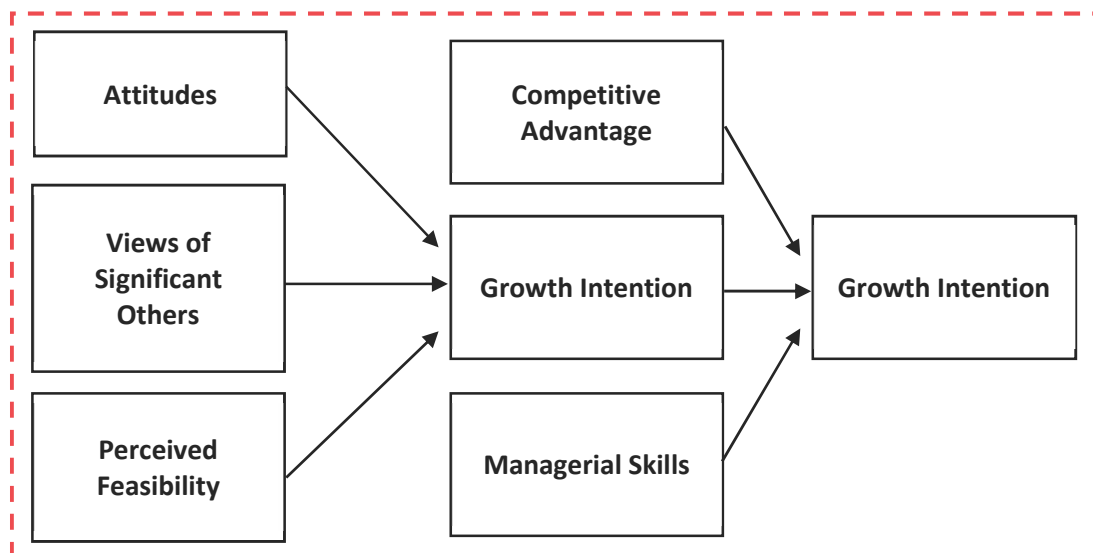 Attitudes
Views of
Significant
Others
Perceived
Feasibility
Competitive
Advantage
Growth Intention
Managerial Skills
Growth Intention